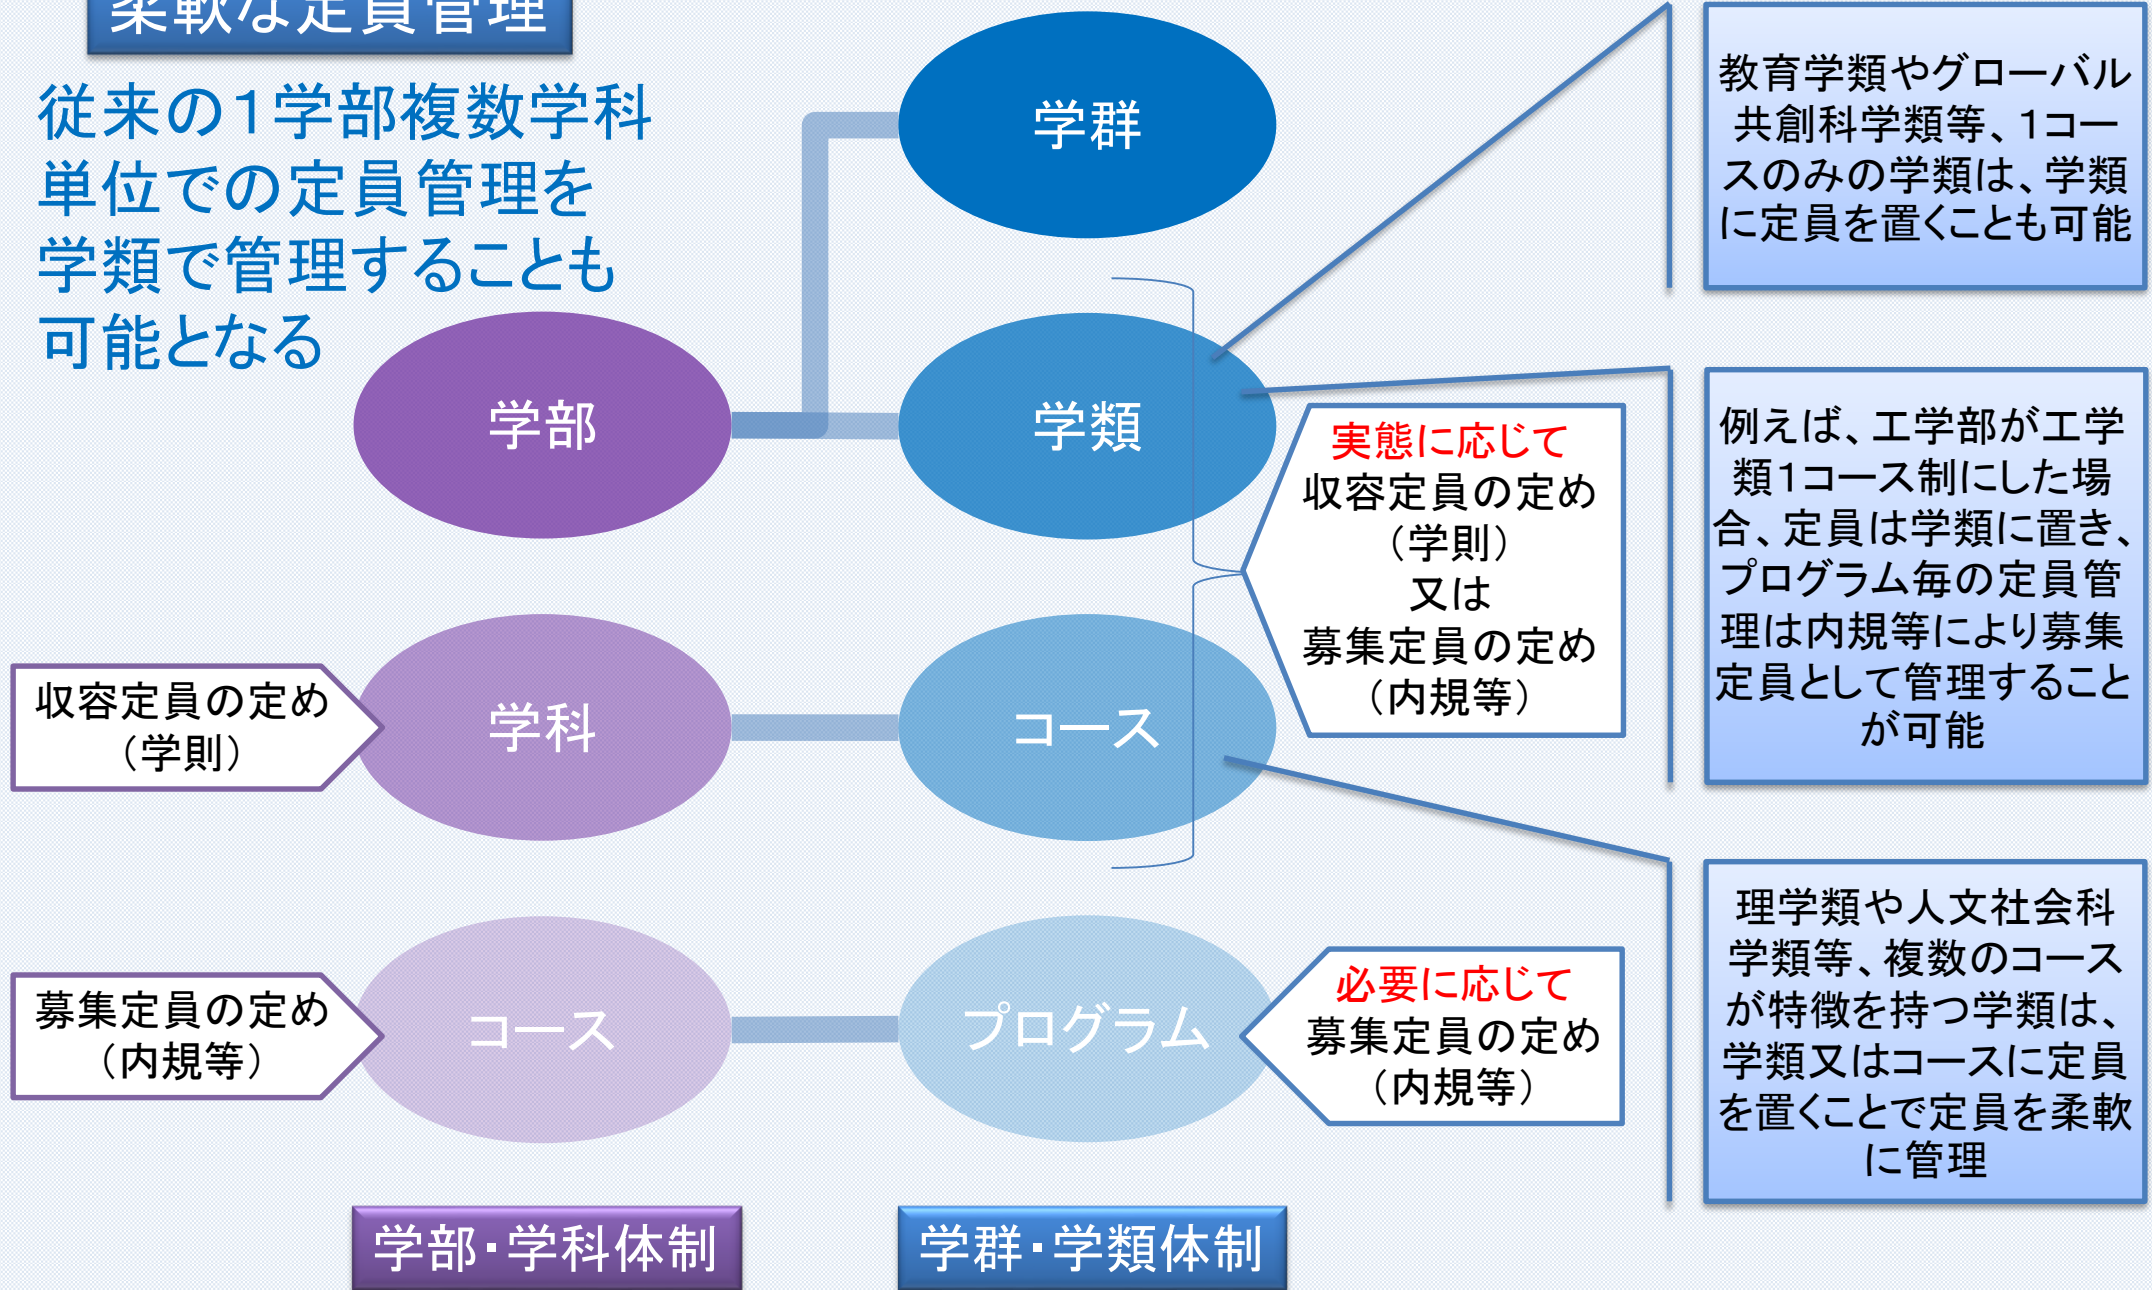 柔軟な定員管理
従来の１学部複数学科
単位での定員管理を
学類で管理することも
可能となる
学群
学部
学類
学科
コース
コース
プログラム
収容定員の定め
（学則）
募集定員の定め
（内規等）
実態に応じて
収容定員の定め
（学則）
又は
募集定員の定め
（内規等）
必要に応じて
募集定員の定め
（内規等）
教育学類やグローバル
共創科学類等、１コー
スのみの学類は、学類
に定員を置くことも可能
例えば、工学部が工学
類１コース制にした場
合、定員は学類に置き、
プログラム毎の定員管
理は内規等により募集
定員として管理すること
が可能
理学類や人文社会科
学類等、複数のコース
が特徴を持つ学類は、
学類又はコースに定員
を置くことで定員を柔軟
に管理
学部・学科体制
学群・学類体制